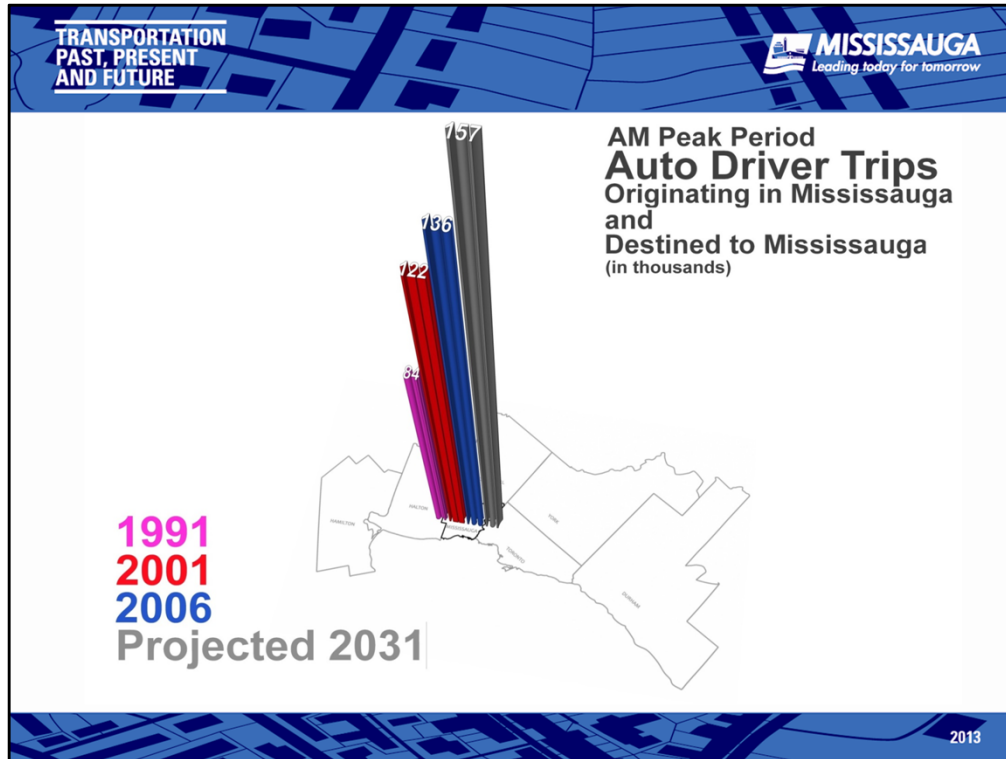 TRANSPORTATION
PAST, PRESENT
AND FUTURE
MISSISSAUGA
Leading today for tomorrow
AM Peak Period
Auto Driver Trips
Originating in Mississauga
and
Destined to Mississauga
(in thousands)
157
136
122
84
HAMILTON
HALTON
MISSISSAUGA
YORK
TORONTO
DURHAM
1991
2001
2006
Projected 2031
2013